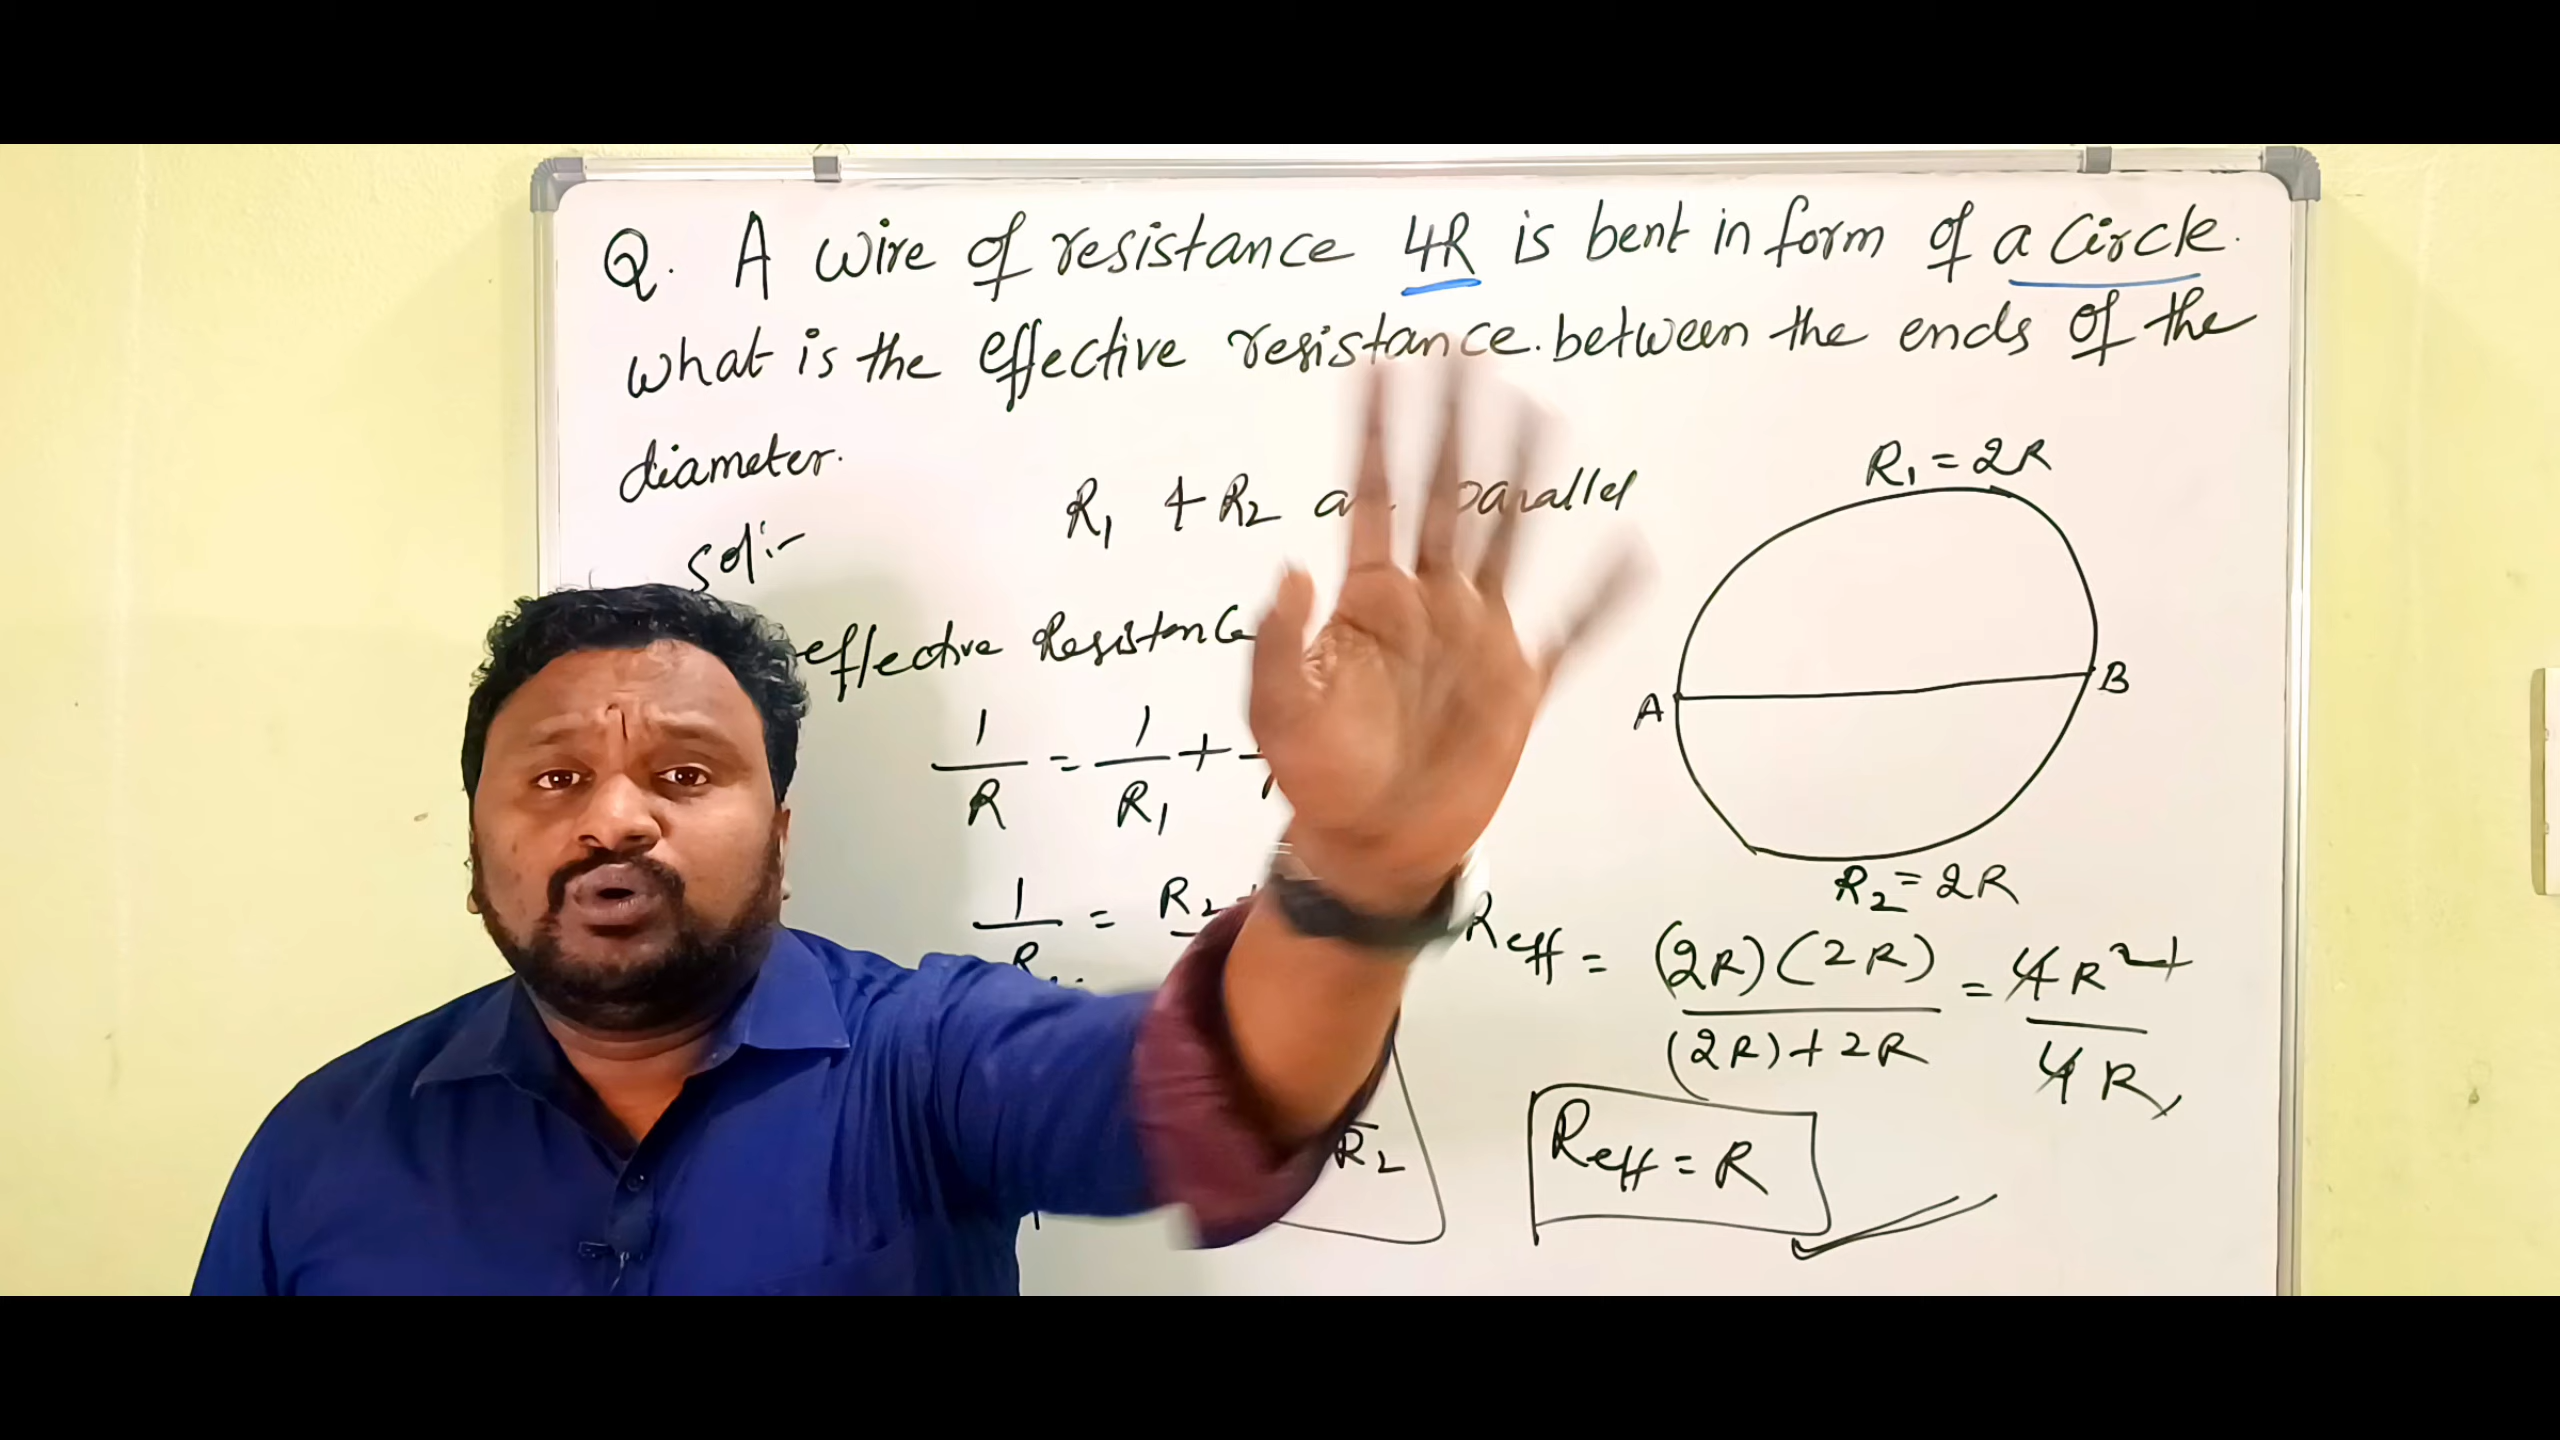 Q. A wire of resistance 4R is bent in form of a circle.
what is the effective resistance. between the ends of the
diameter.
sol:-
R₁ + R₂ parallel
effective Resistance
1/R = 1/R₁ +
1/R = R₂
R₂
R₁ = 2R
A
B
R₂ = 2R
Reff = (2R)(2R)/(2R)+2R = 4R²/4R
Reff = R